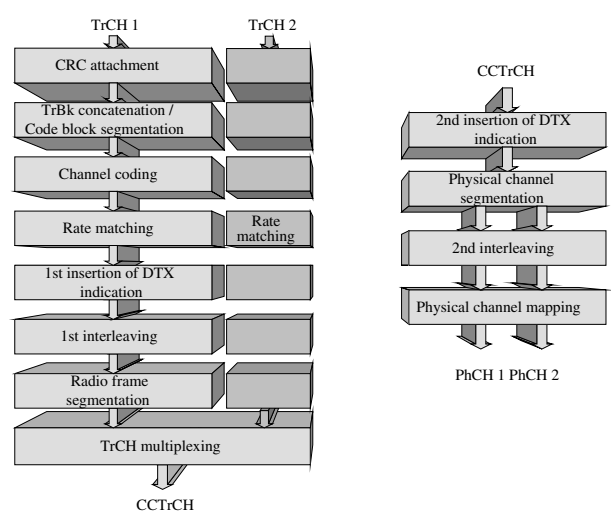 TrCH 1
TrCH 2
CRC attachment
TrBk concatenation /
Code block segmentation
Channel coding
Rate matching
Rate
matching
1st insertion of DTX
indication
1st interleaving
Radio frame
segmentation
TrCH multiplexing
CCTrCH
CCTrCH
2nd insertion of DTX
indication
Physical channel
segmentation
2nd interleaving
Physical channel mapping
PhCH 1 PhCH 2